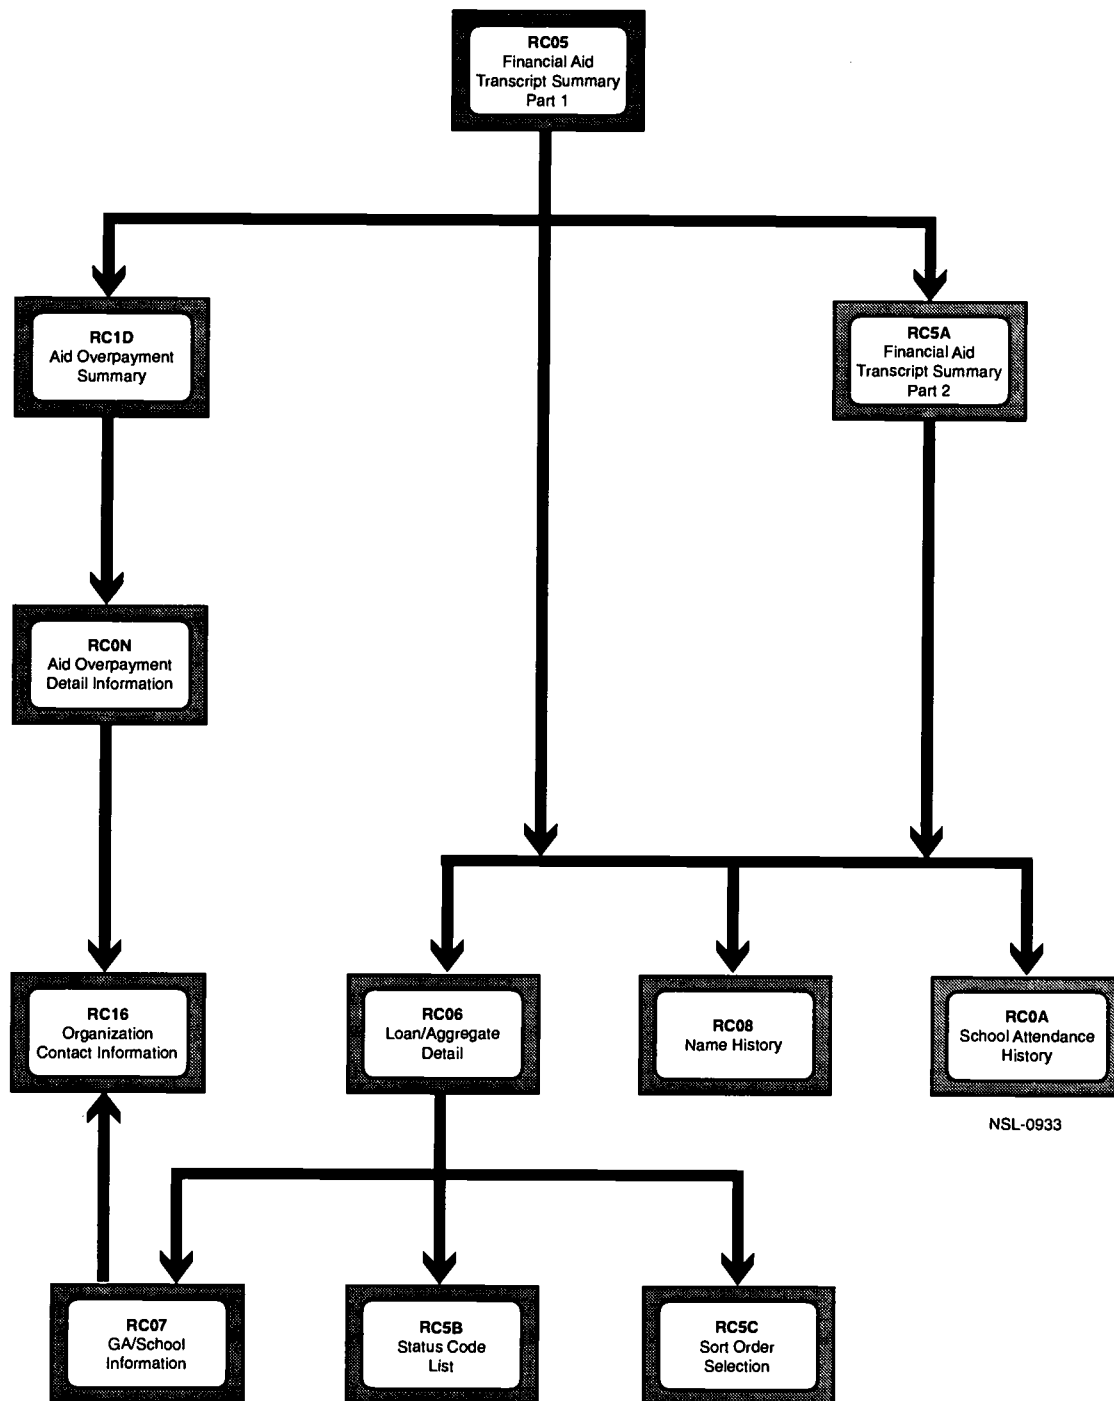 RC05
Financial Aid
Transcript Summary
Part 1
RC1D
Aid Overpayment
Summary
RC5A
Financial Aid
Transcript Summary
Part 2
RC0N
Aid Overpayment
Detail Information
RC16
Organization
Contact Information
RC06
Loan/Aggregate
Detail
RC08
Name History
RC0A
School Attendance
History
NSL-0933
RC07
GA/School
Information
RC5B
Status Code
List
RC5C
Sort Order
Selection